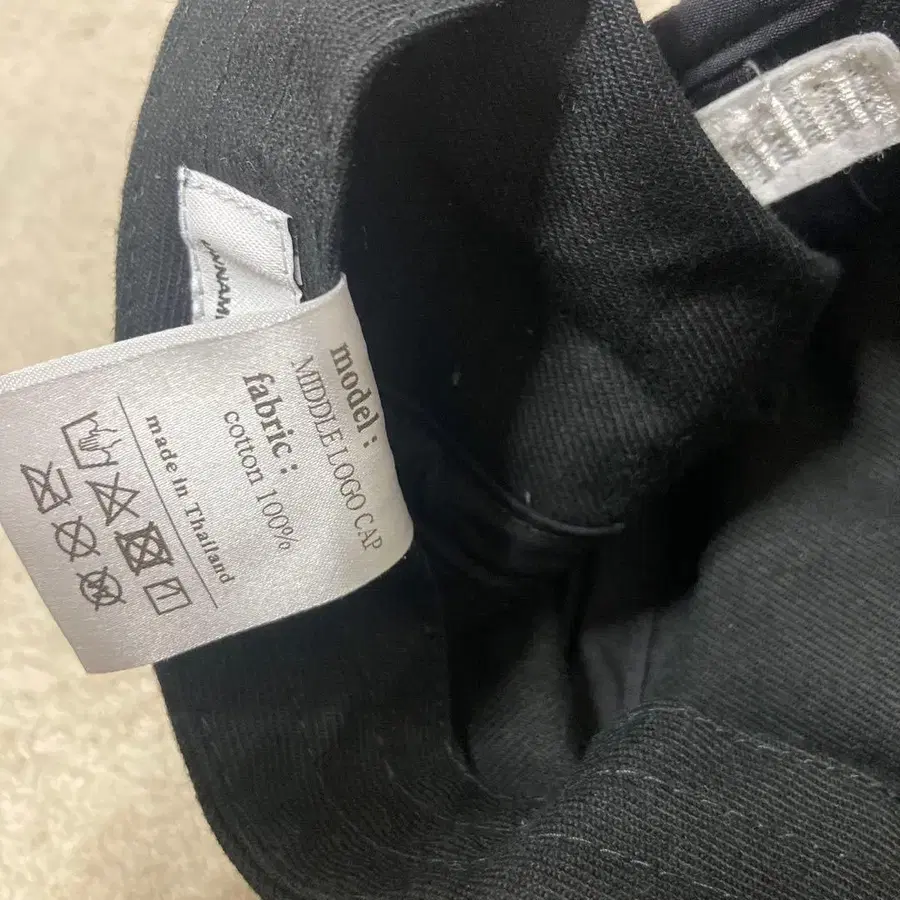 model :
MIDDLE LOGO CAP
fabric :
cotton 100%
made in Thailand